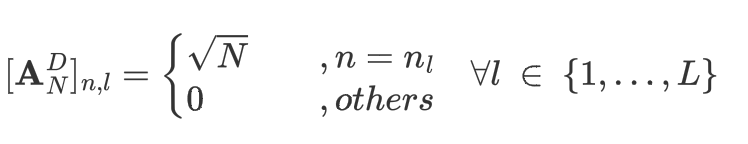 [A_N^D]_{n,l} = { √N , n = n_l
0 , others ∀l ∈ {1, . . . , L}